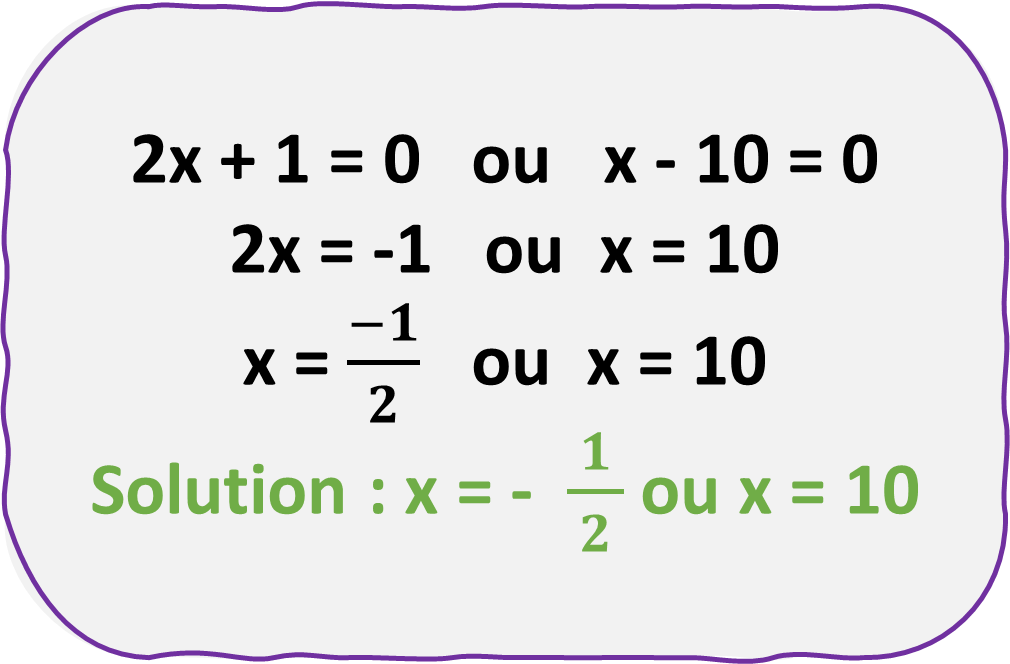 2x + 1 = 0 ou x - 10 = 0
2x = -1 ou x = 10
x = −1/2 ou x = 10
Solution : x = - 1/2 ou x = 10